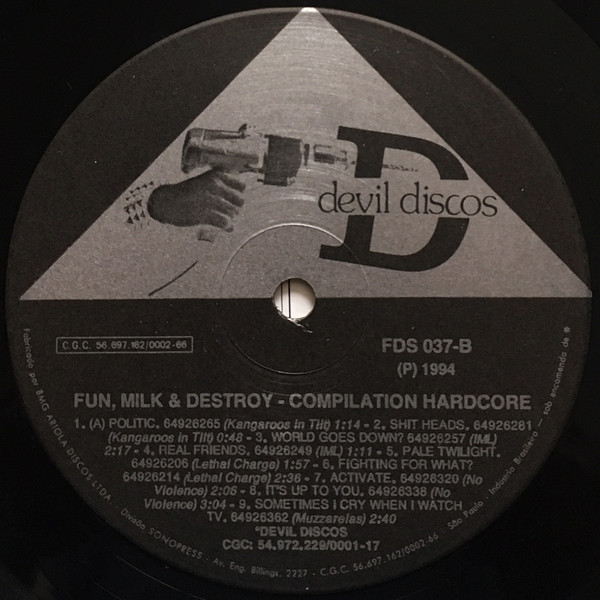 D
devil discos
C.G.C. 56.697.162/0002-66
FDS 037-B
(P) 1994
FUN, MILK & DESTROY - COMPILATION HARDCORE
1. (A) POLITIC. 64926265 (Kangaroos in Tilt) 1:14 - 2. SHIT HEADS. 64926281
(Kangaroos in Tilt) 0:48 - 3. WORLD GOES DOWN? 64926257 (IML)
2:17 - 4. REAL FRIENDS. 64926249 (IML) 1:11 - 5. PALE TWILIGHT.
64926206 (Lethal Charge) 1:57 - 6. FIGHTING FOR WHAT?
64926214 (Lethal Charge) 2:36 - 7. ACTIVATE. 64926320 (No
Violence) 2:06 - 8. IT'S UP TO YOU. 64926338 (No
Violence) 3:04 - 9. SOMETIMES I CRY WHEN I WATCH
TV. 64926362 (Muzzarelas) 2:40
*DEVIL DISCOS
CGC: 54.972.229/0001-17
Fabricado por BMG ARIOLA DISCOS LTDA. - Divisão SONOPRESS - Av. Eng. Billings, 2227 - C.G.C. 56.697.162/0002-66 - São Paulo - Indústria Brasileira - sob encomenda de *